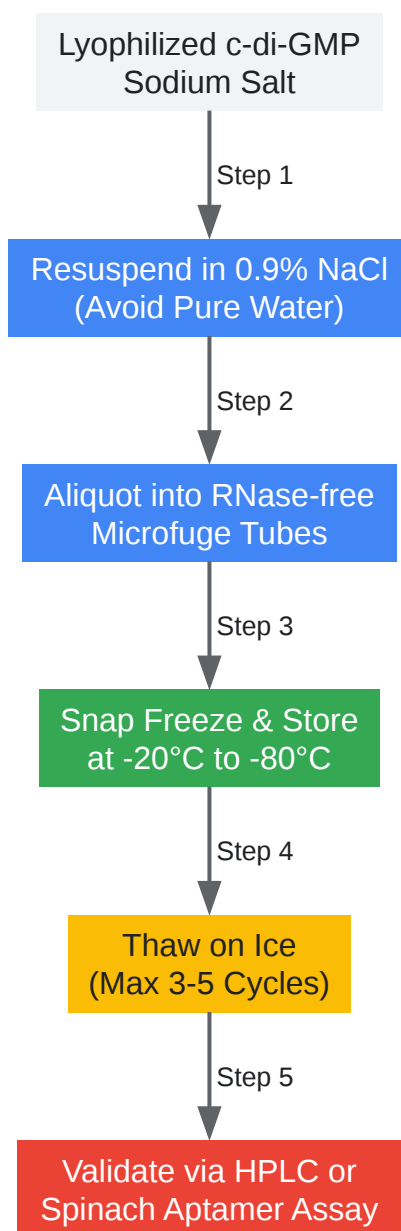 Lyophilized c-di-GMP
Sodium Salt
Step 1
Resuspend in 0.9% NaCl
(Avoid Pure Water)
Step 2
Aliquot into RNase-free
Microfuge Tubes
Step 3
Snap Freeze & Store
at -20°C to -80°C
Step 4
Thaw on Ice
(Max 3-5 Cycles)
Step 5
Validate via HPLC or
Spinach Aptamer Assay